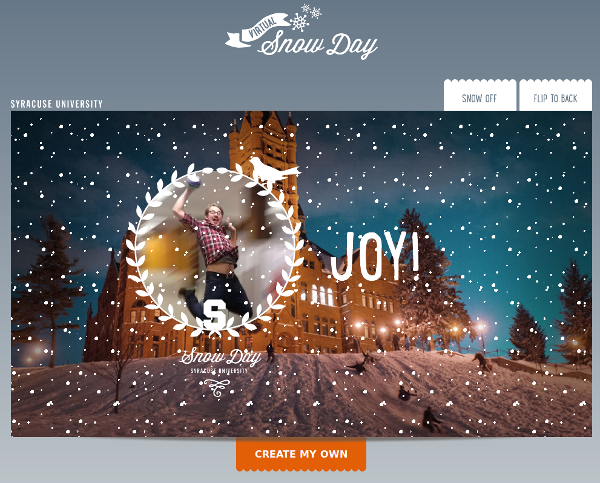 VIRTUAL
Snow Day
SYRACUSE UNIVERSITY
SNOW OFF
FLIP TO BACK
JOY!
S
Snow Day
SYRACUSE UNIVERSITY
CREATE MY OWN